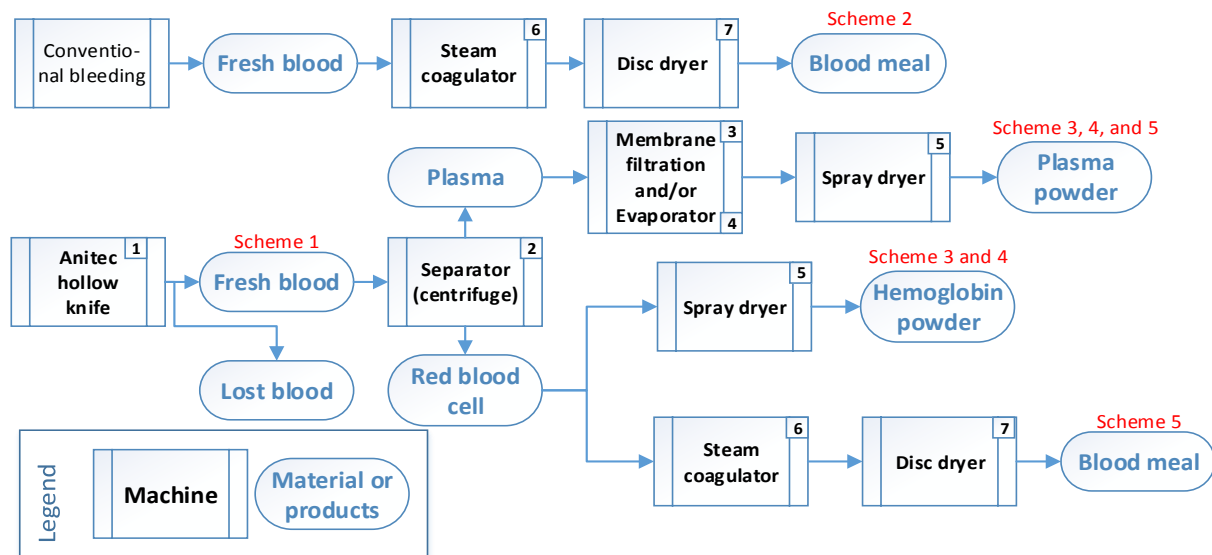 Scheme 2
Conventio-
nal bleeding
Fresh blood
6
Steam
coagulator
7
Disc dryer
Blood meal
Scheme 3, 4, and 5
Plasma
3
Membrane
filtration
and/or
Evaporator
4
5
Spray dryer
Plasma
powder
1
Anitec
hollow
knife
Scheme 1
Fresh blood
2
Separator
(centrifuge)
Lost blood
Red blood
cell
5
Spray dryer
Scheme 3 and 4
Hemoglobin
powder
6
Steam
coagulator
7
Disc dryer
Scheme 5
Blood meal
Legend
Machine
Material or
products